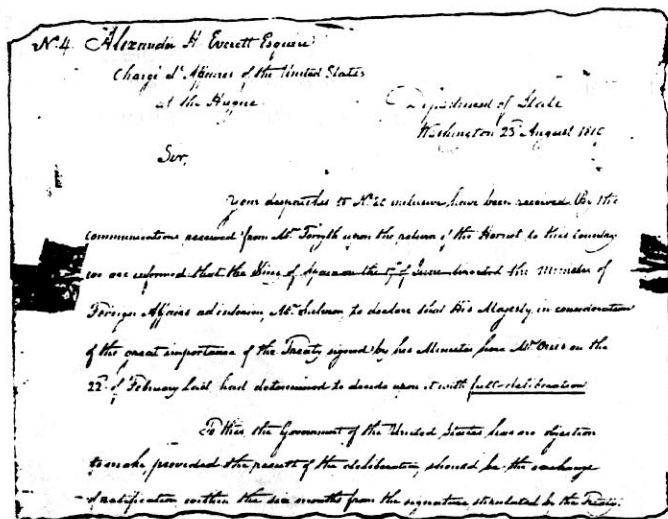 N.4. Alexander H. Everett Esquire
Chargé d'Affaires of the United States
at the Hague.
Department of State
Washington 23 August 1819
Sir,
Your despatches to N. inclusive have been received. By the
communications received from Mr. Forsyth upon the return of the Hornet to this Country
we are informed that the King of Spain on the of June directed the Minister of
Foreign Affairs ad interim, Mr. Salmon, to declare that His Majesty in consideration
of the great importance of the Treaty signed by his Minister here Mr. Onis on the
22d. of February last had determined to decide upon it with full deliberation
To this, the Government of the United States has no objection
to make, provided the result of the deliberation, should be the exchange
of ratification within the six months from the signature stipulated by the Treaty.